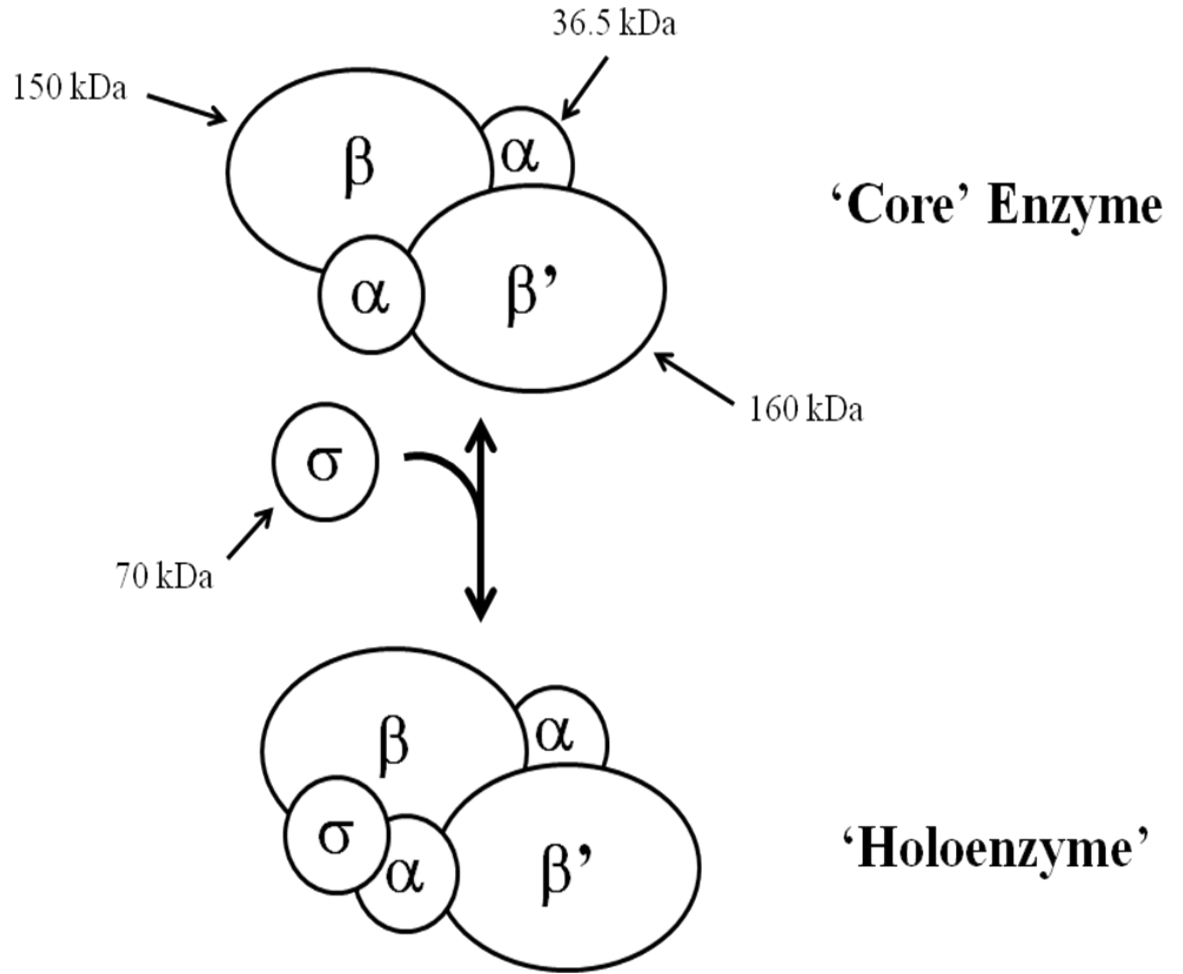 36.5 kDa
150 kDa
β
α
‘Core’ Enzyme
α
β’
160 kDa
σ
70 kDa
β
α
σ
α
β’
‘Holoenzyme’